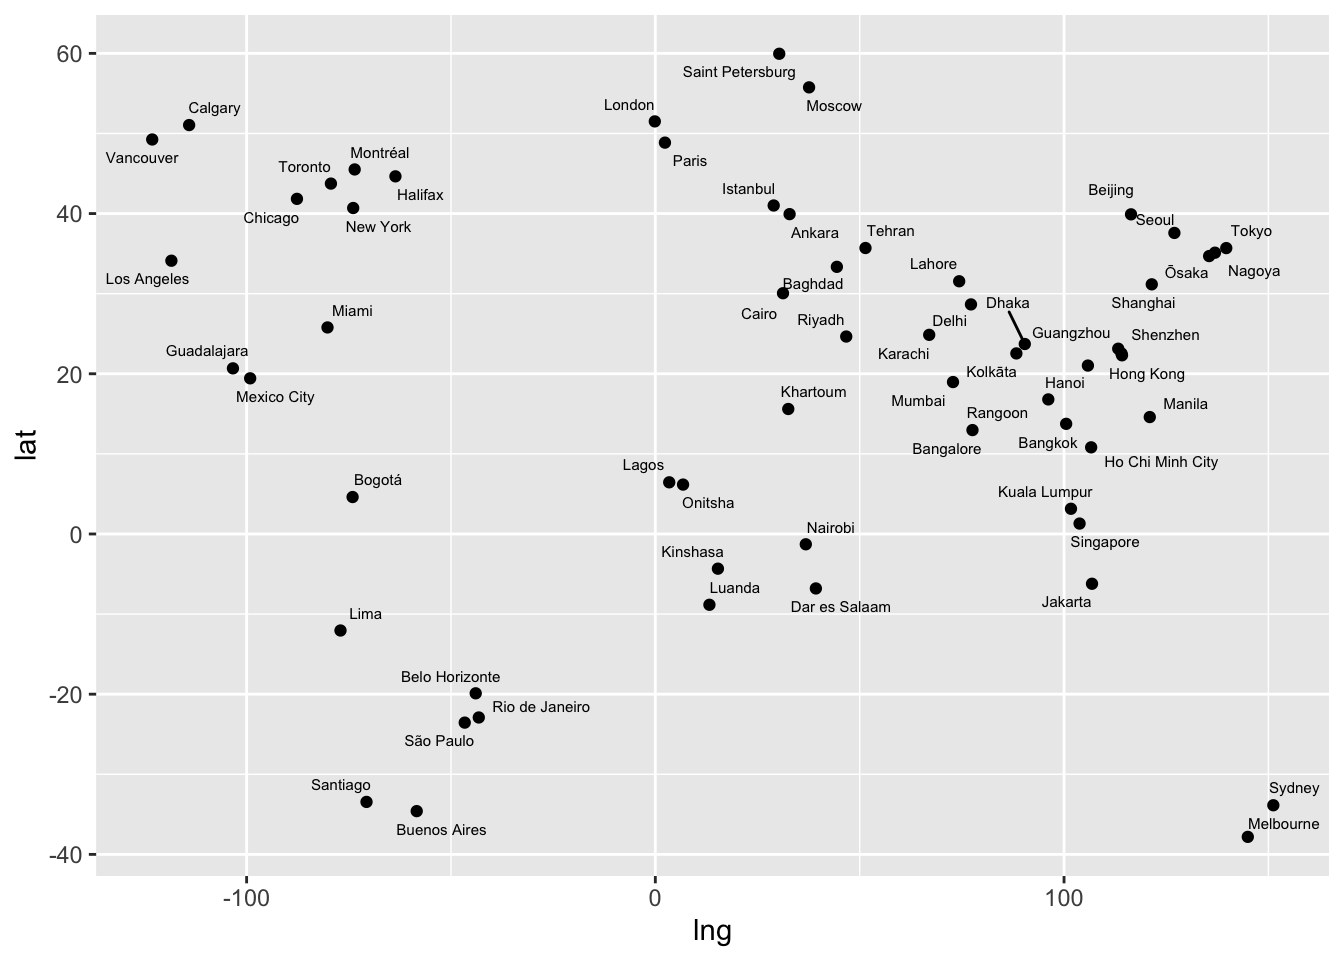 60
Saint Petersburg
Moscow
London
Calgary
Vancouver
Montréal
Toronto
Paris
Halifax
Istanbul
Beijing
40
Chicago
New York
Ankara
Tehran
Seoul
Tokyo
Lahore
Ōsaka
Nagoya
Los Angeles
Baghdad
Dhaka
Shanghai
Miami
Cairo
Riyadh
Delhi
Guangzhou
Shenzhen
Guadalajara
Karachi
20
Kolkāta
Hong Kong
Hanoi
Mexico City
Khartoum
Mumbai
Rangoon
Manila
Bangalore
Bangkok
Ho Chi Minh City
lat
Lagos
Bogotá
Onitsha
Kuala Lumpur
0
Nairobi
Singapore
Kinshasa
Luanda
Dar es Salaam
Jakarta
Lima
Belo Horizonte
-20
Rio de Janeiro
São Paulo
Santiago
Sydney
Buenos Aires
Melbourne
-40
-100
0
100
lng